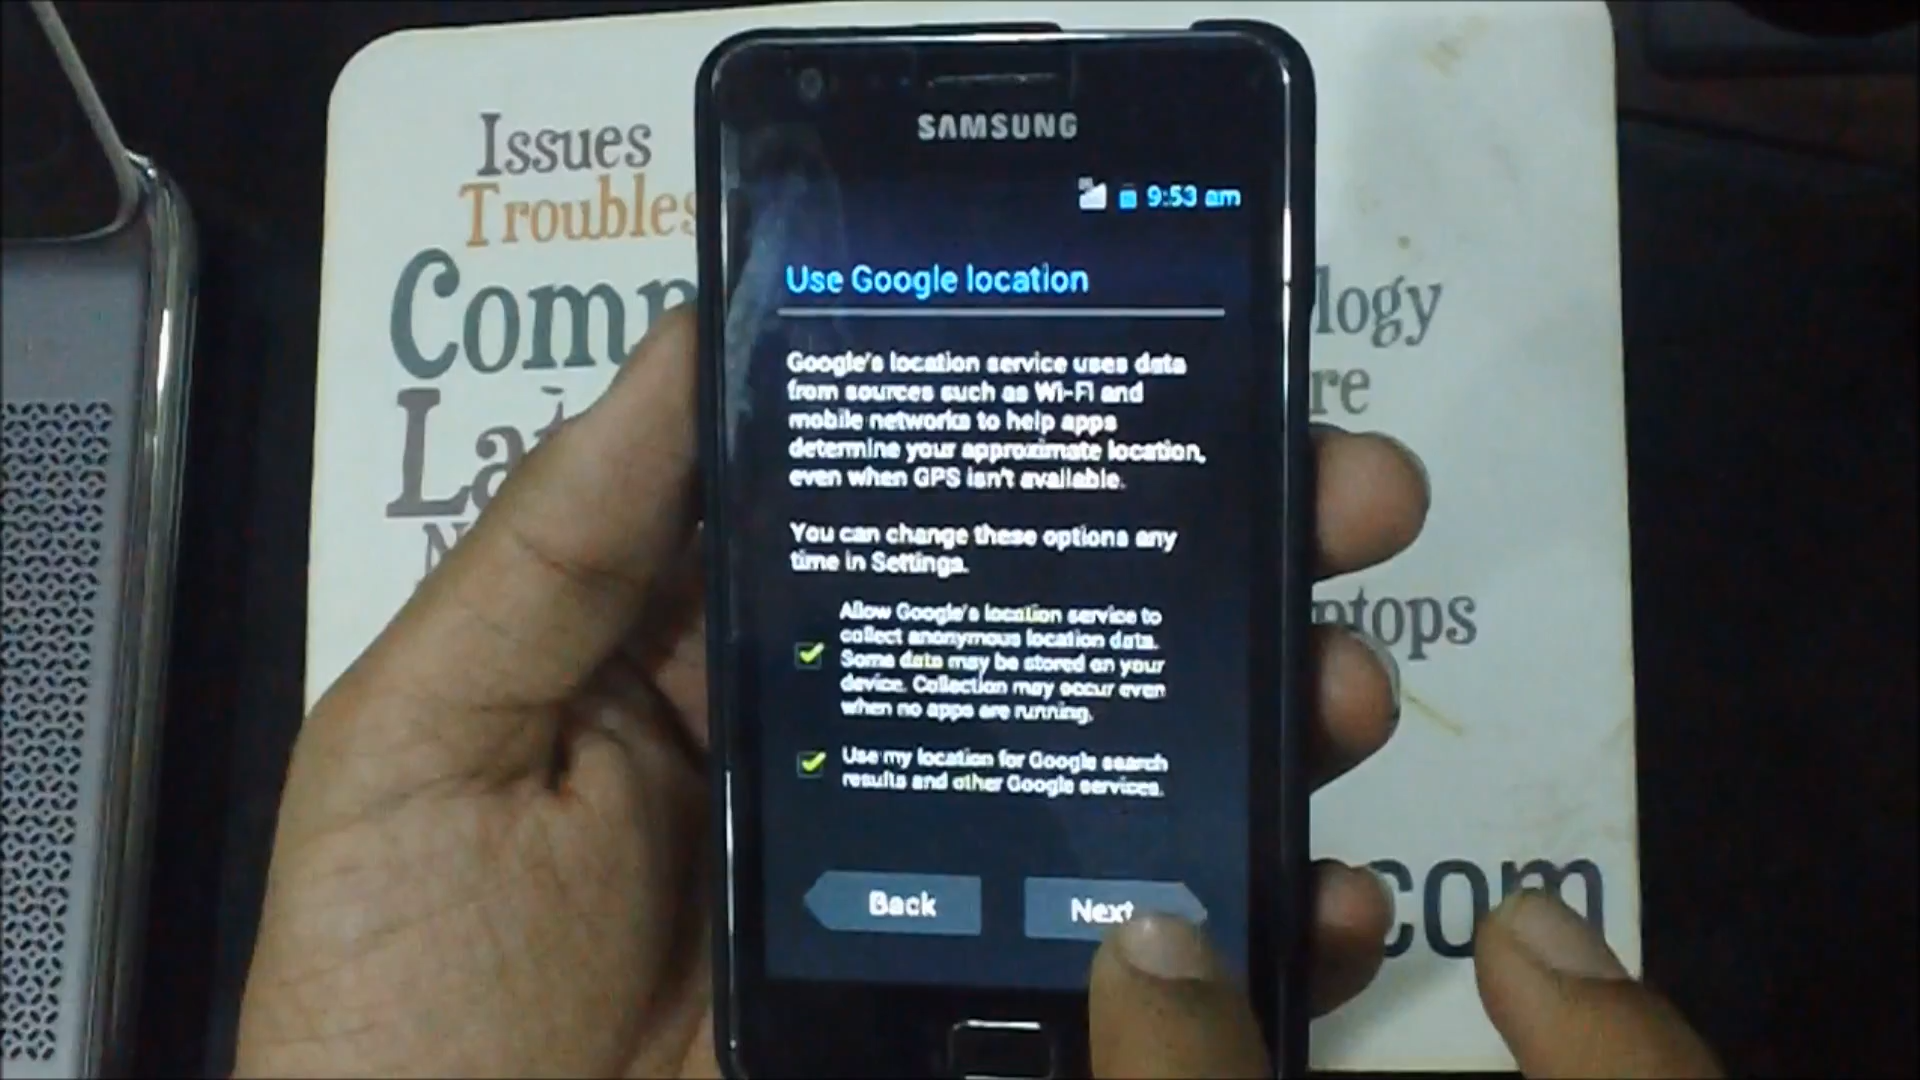 Issues
Troubles
Comp
Lat
N
SAMSUNG
9:53 am
Use Google location
Google's location service uses data
from sources such as Wi-Fi and
mobile networks to help apps
determine your approximate location,
even when GPS isn't available.
You can change these options any
time in Settings.
Allow Google's location service to
collect anonymous location data.
Some data may be stored on your
device. Collection may occur even
when no apps are running.
Use my location for Google search
results and other Google services.
Back
Next
logy
re
ptops
com